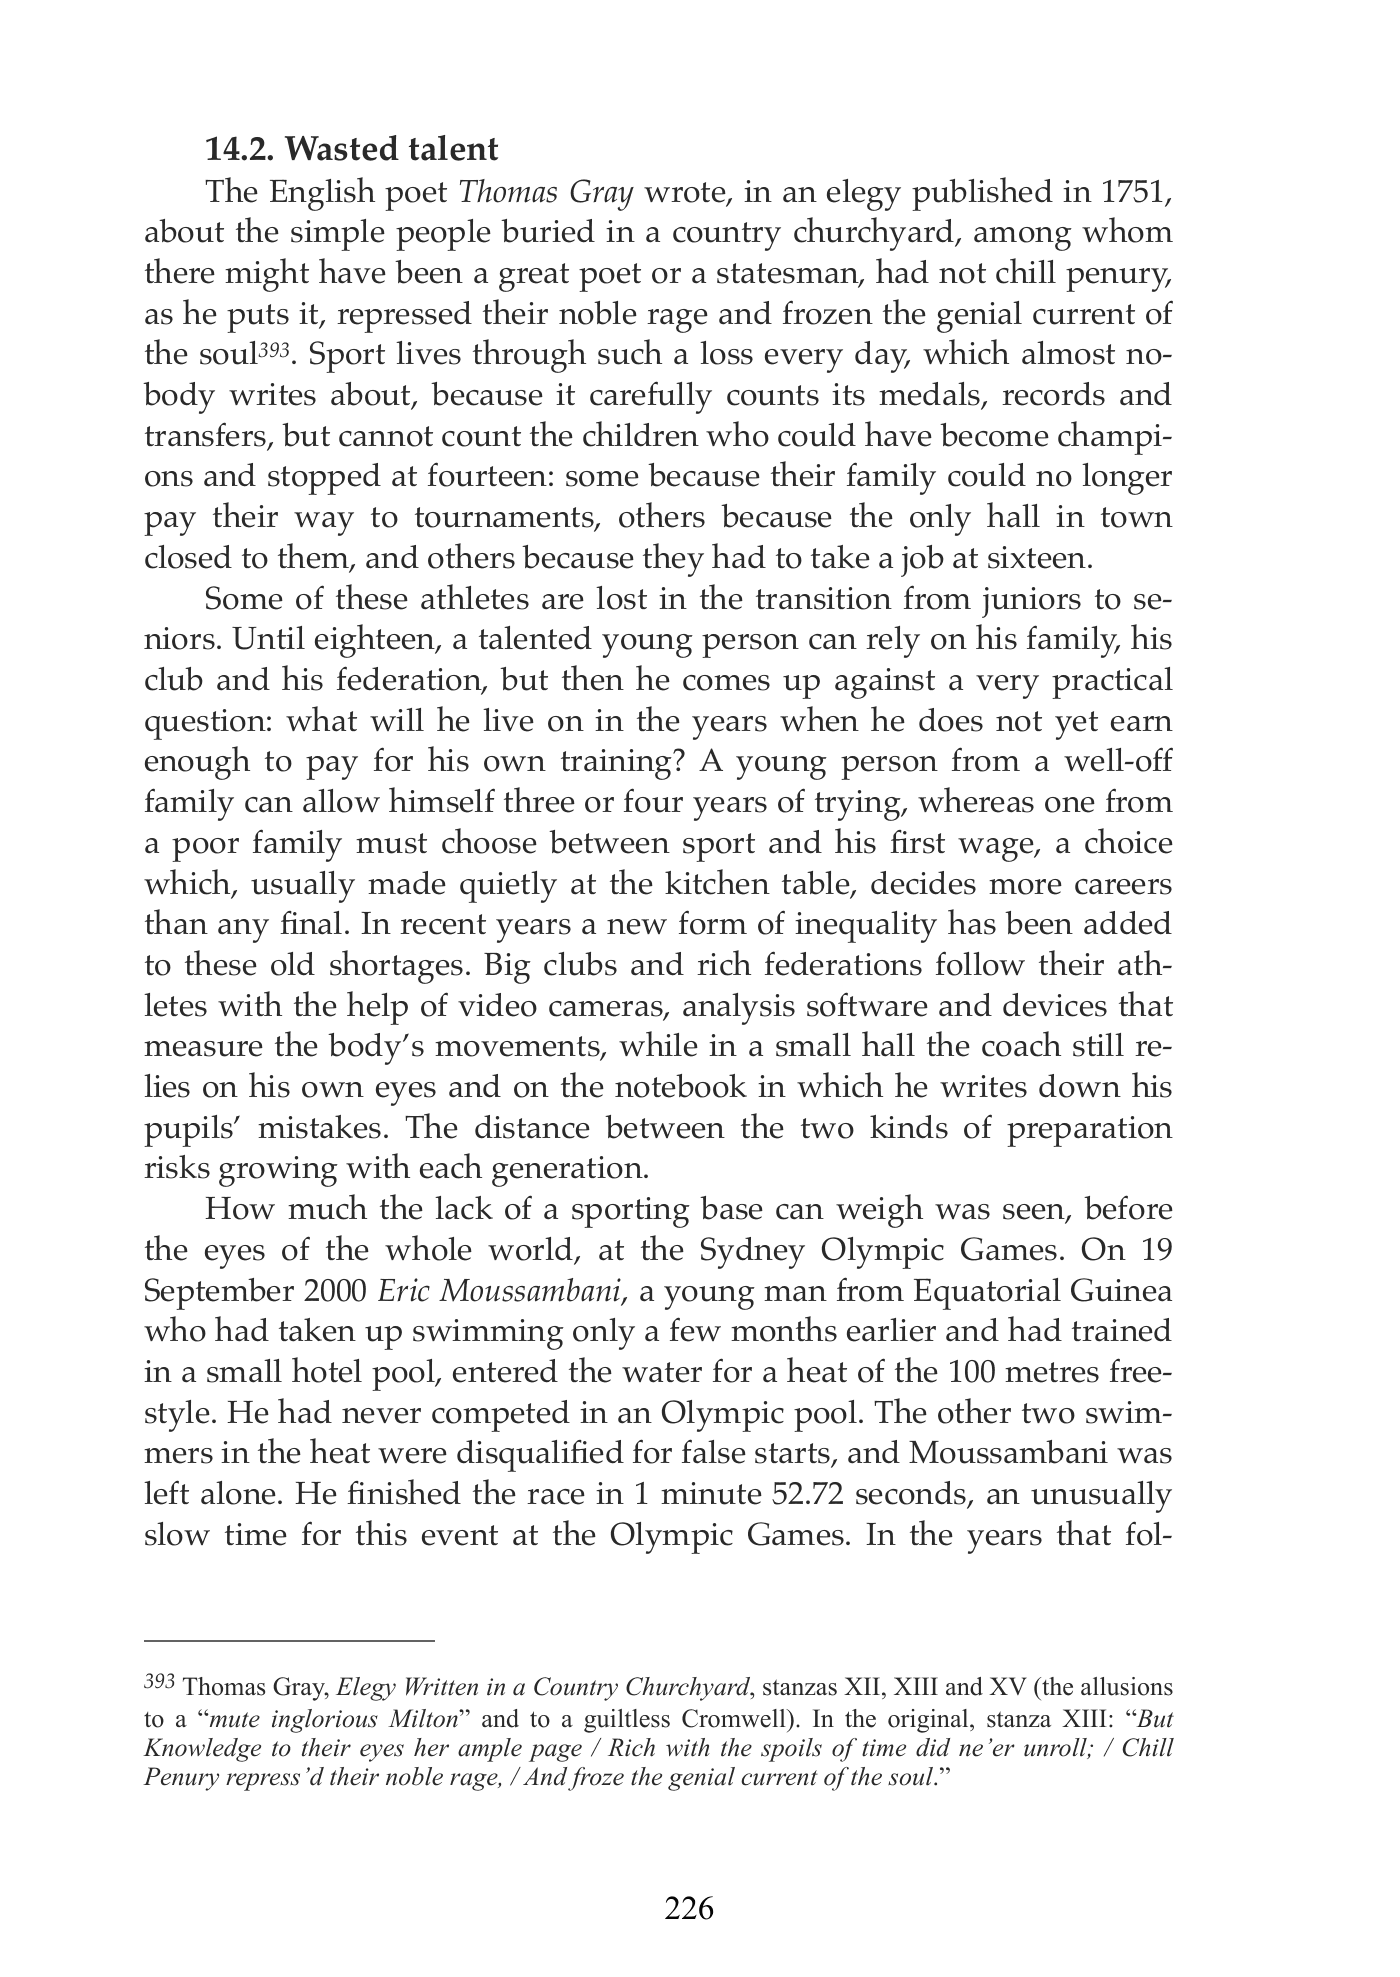 14.2. Wasted talent
The English poet Thomas Gray wrote, in an elegy published in 1751,
about the simple people buried in a country churchyard, among whom
there might have been a great poet or a statesman, had not chill penury,
as he puts it, repressed their noble rage and frozen the genial current of
the soul393. Sport lives through such a loss every day, which almost no-
body writes about, because it carefully counts its medals, records and
transfers, but cannot count the children who could have become champi-
ons and stopped at fourteen: some because their family could no longer
pay their way to tournaments, others because the only hall in town
closed to them, and others because they had to take a job at sixteen.
Some of these athletes are lost in the transition from juniors to se-
niors. Until eighteen, a talented young person can rely on his family, his
club and his federation, but then he comes up against a very practical
question: what will he live on in the years when he does not yet earn
enough to pay for his own training? A young person from a well-off
family can allow himself three or four years of trying, whereas one from
a poor family must choose between sport and his first wage, a choice
which, usually made quietly at the kitchen table, decides more careers
than any final. In recent years a new form of inequality has been added
to these old shortages. Big clubs and rich federations follow their ath-
letes with the help of video cameras, analysis software and devices that
measure the body’s movements, while in a small hall the coach still re-
lies on his own eyes and on the notebook in which he writes down his
pupils’ mistakes. The distance between the two kinds of preparation
risks growing with each generation.
How much the lack of a sporting base can weigh was seen, before
the eyes of the whole world, at the Sydney Olympic Games. On 19
September 2000 Eric Moussambani, a young man from Equatorial Guinea
who had taken up swimming only a few months earlier and had trained
in a small hotel pool, entered the water for a heat of the 100 metres free-
style. He had never competed in an Olympic pool. The other two swim-
mers in the heat were disqualified for false starts, and Moussambani was
left alone. He finished the race in 1 minute 52.72 seconds, an unusually
slow time for this event at the Olympic Games. In the years that fol-
393 Thomas Gray, Elegy Written in a Country Churchyard, stanzas XII, XIII and XV (the allusions
to a “mute inglorious Milton” and to a guiltless Cromwell). In the original, stanza XIII: “But
Knowledge to their eyes her ample page / Rich with the spoils of time did ne’er unroll; / Chill
Penury repress’d their noble rage, / And froze the genial current of the soul.”
226